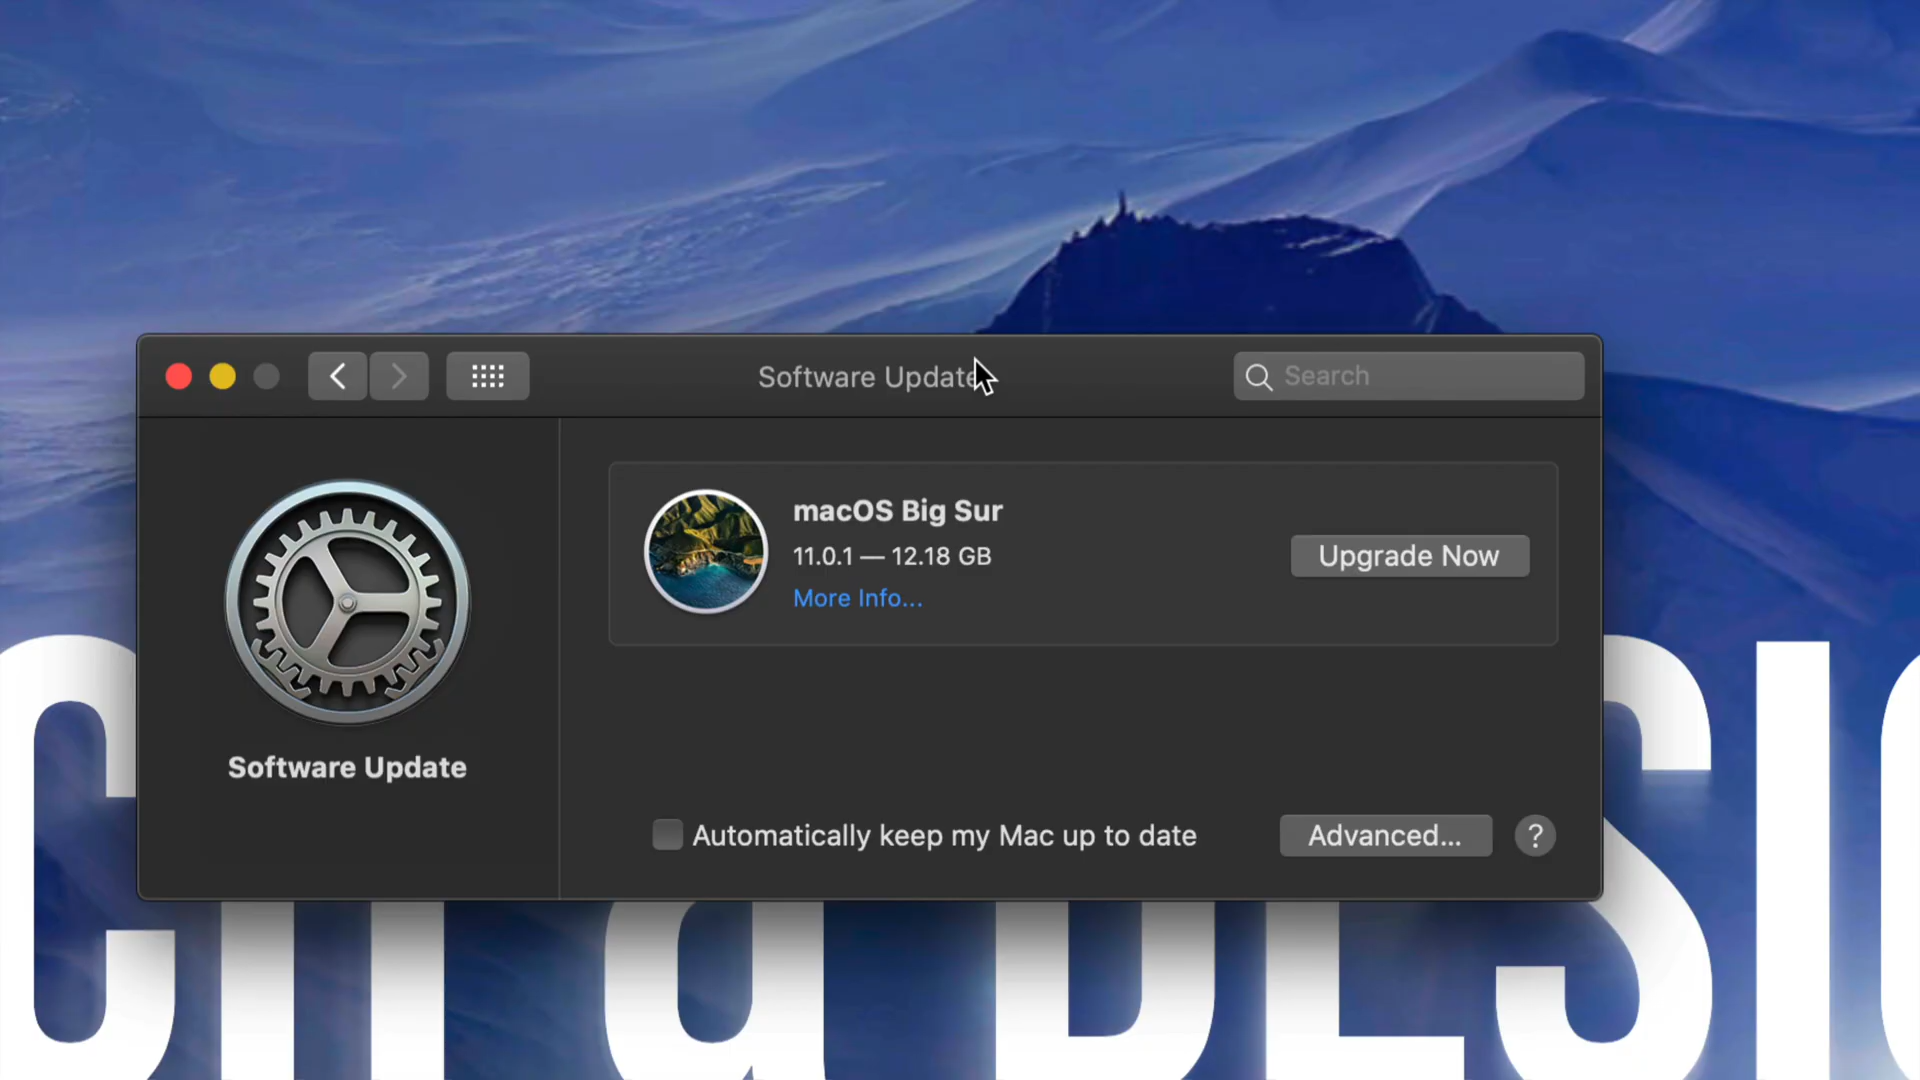 Software Update
Search
macOS Big Sur
11.0.1 — 12.18 GB
More Info...
Upgrade Now
Software Update
Automatically keep my Mac up to date
Advanced...
?